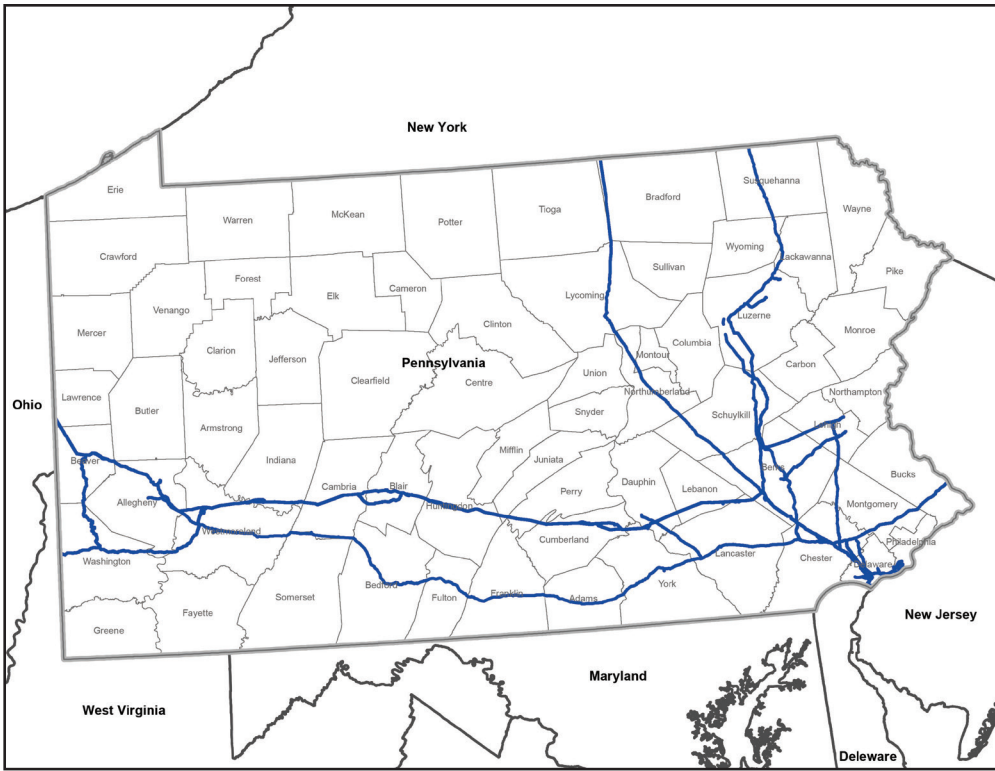 New York
Erie
Warren
McKean
Potter
Tioga
Bradford
Susquehanna
Wayne
Crawford
Forest
Cameron
Elk
Wyoming
Lackawanna
Sullivan
Pike
Venango
Lycoming
Luzerne
Mercer
Clinton
Monroe
Clarion
Jefferson
Columbia
Montour
Pennsylvania
Clearfield
Centre
Union
Carbon
Ohio
Lawrence
Northumberland
Northampton
Butler
Snyder
Schuylkill
Armstrong
Lehigh
Mifflin
Juniata
Beaver
Indiana
Berks
Bucks
Cambria
Blair
Dauphin
Lebanon
Perry
Allegheny
Huntingdon
Montgomery
Westmoreland
Cumberland
Philadelphia
Washington
Lancaster
Chester
Delaware
Bedford
York
Somerset
Fulton
Franklin
Adams
Fayette
Greene
New Jersey
Maryland
West Virginia
Deleware